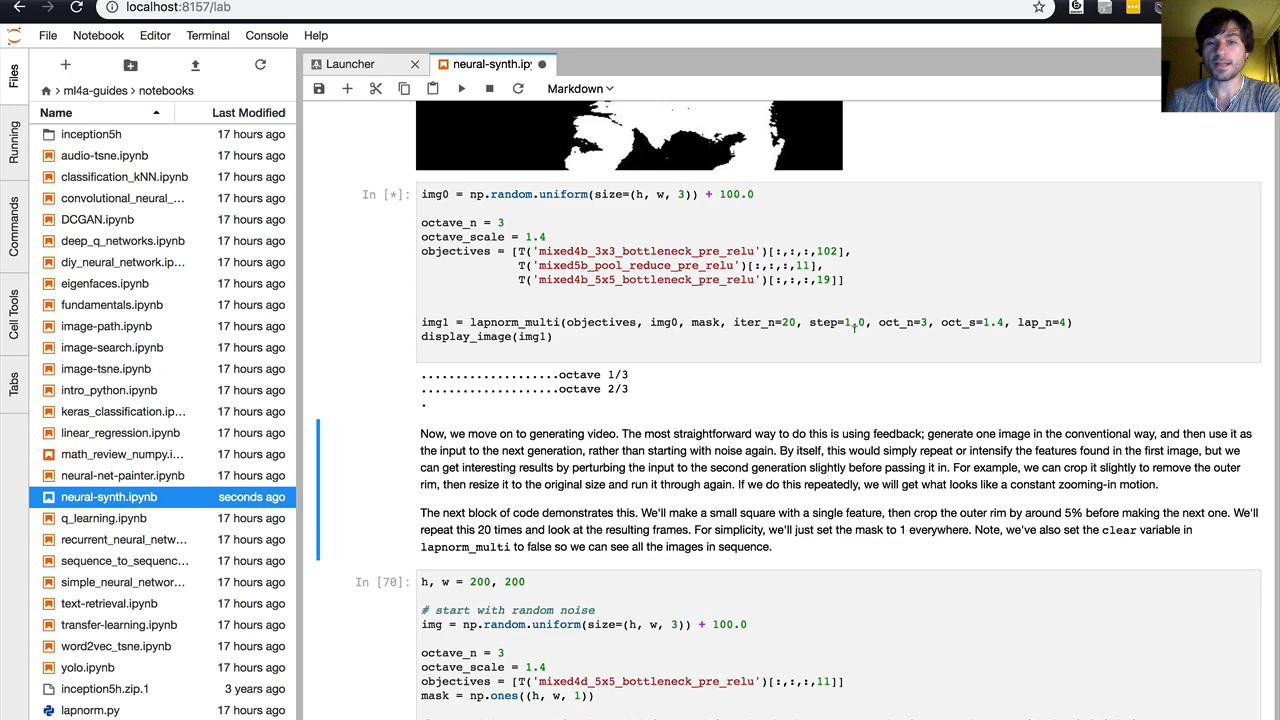 localhost:8157/lab
File Notebook Editor Terminal Console Help
Files
Running
Commands
Cell Tools
Tabs
ml4a-guides > notebooks
Name Last Modified
inception5h 17 hours ago
audio-tsne.ipynb 17 hours ago
classification_kNN.ipynb 17 hours ago
convolutional_neural_... 17 hours ago
DCGAN.ipynb 17 hours ago
deep_q_networks.ipynb 17 hours ago
diy_neural_network.ip... 17 hours ago
eigenfaces.ipynb 17 hours ago
fundamentals.ipynb 17 hours ago
image-path.ipynb 17 hours ago
image-search.ipynb 17 hours ago
image-tsne.ipynb 17 hours ago
intro_python.ipynb 17 hours ago
keras_classification.ip... 17 hours ago
linear_regression.ipynb 17 hours ago
math_review_numpy.i... 17 hours ago
neural-net-painter.ipynb 17 hours ago
neural-synth.ipynb seconds ago
q_learning.ipynb 17 hours ago
recurrent_neural_netw... 17 hours ago
sequence_to_sequenc... 17 hours ago
simple_neural_networ... 17 hours ago
text-retrieval.ipynb 17 hours ago
transfer-learning.ipynb 17 hours ago
word2vec_tsne.ipynb 17 hours ago
yolo.ipynb 17 hours ago
inception5h.zip.1 3 years ago
lapnorm.py 17 hours ago
Launcher neural-synth.ipy
Markdown
In [*]: img0 = np.random.uniform(size=(h, w, 3)) + 100.0
octave_n = 3
octave_scale = 1.4
objectives = [T('mixed4b_3x3_bottleneck_pre_relu')[:,:,:,102],
T('mixed5b_pool_reduce_pre_relu')[:,:,:,11],
T('mixed4b_5x5_bottleneck_pre_relu')[:,:,:,19]]
img1 = lapnorm_multi(objectives, img0, mask, iter_n=20, step=1.0, oct_n=3, oct_s=1.4, lap_n=4)
display_image(img1)
....................octave 1/3
....................octave 2/3
.
Now, we move on to generating video. The most straightforward way to do this is using feedback; generate one image in the conventional way, and then use it as
the input to the next generation, rather than starting with noise again. By itself, this would simply repeat or intensify the features found in the first image, but we
can get interesting results by perturbing the input to the second generation slightly before passing it in. For example, we can crop it slightly to remove the outer
rim, then resize it to the original size and run it through again. If we do this repeatedly, we will get what looks like a constant zooming-in motion.
The next block of code demonstrates this. We'll make a small square with a single feature, then crop the outer rim by around 5% before making the next one. We'll
repeat this 20 times and look at the resulting frames. For simplicity, we'll just set the mask to 1 everywhere. Note, we've also set the clear variable in
lapnorm_multi to false so we can see all the images in sequence.
In [70]: h, w = 200, 200
# start with random noise
img = np.random.uniform(size=(h, w, 3)) + 100.0
octave_n = 3
octave_scale = 1.4
objectives = [T('mixed4d_5x5_bottleneck_pre_relu')[:,:,:,11]]
mask = np.ones((h, w, 1))